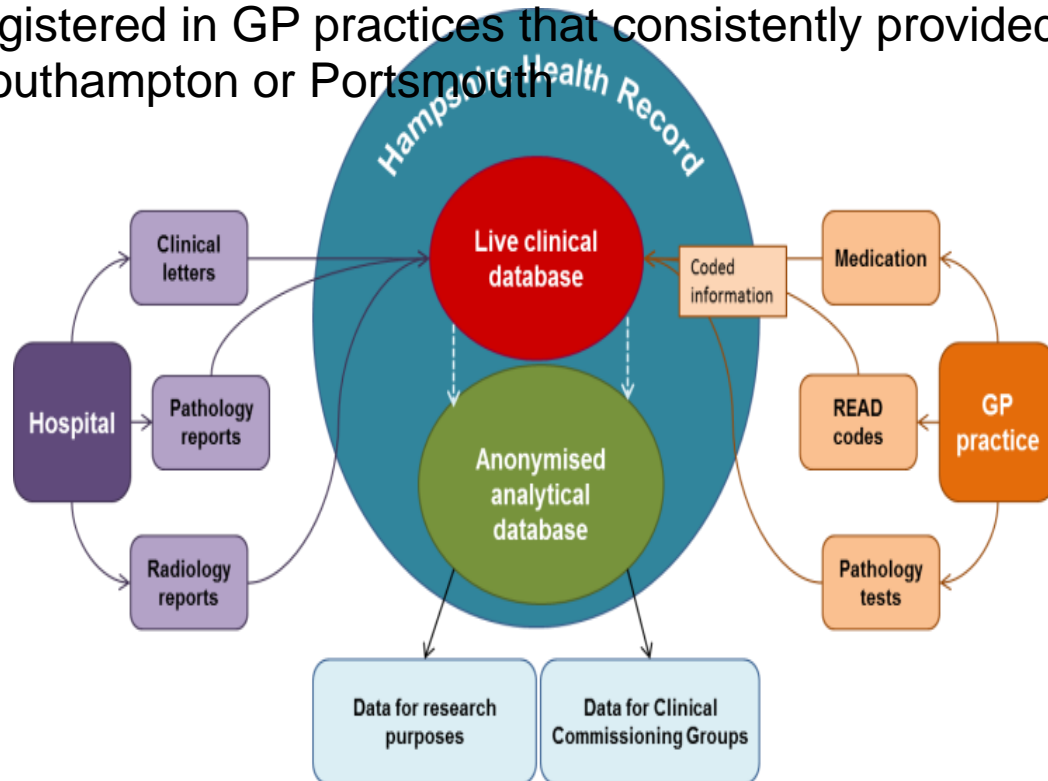 gistered in GP practices that consistently provided
outhampton or Portsmouth
Hampshire Health Record
Clinical
letters
Live clinical
database
Coded
information
Medication
Hospital
Pathology
reports
READ
codes
GP
practice
Anonymised
analytical
database
Radiology
reports
Pathology
tests
Data for research
purposes
Data for Clinical
Commissioning Groups